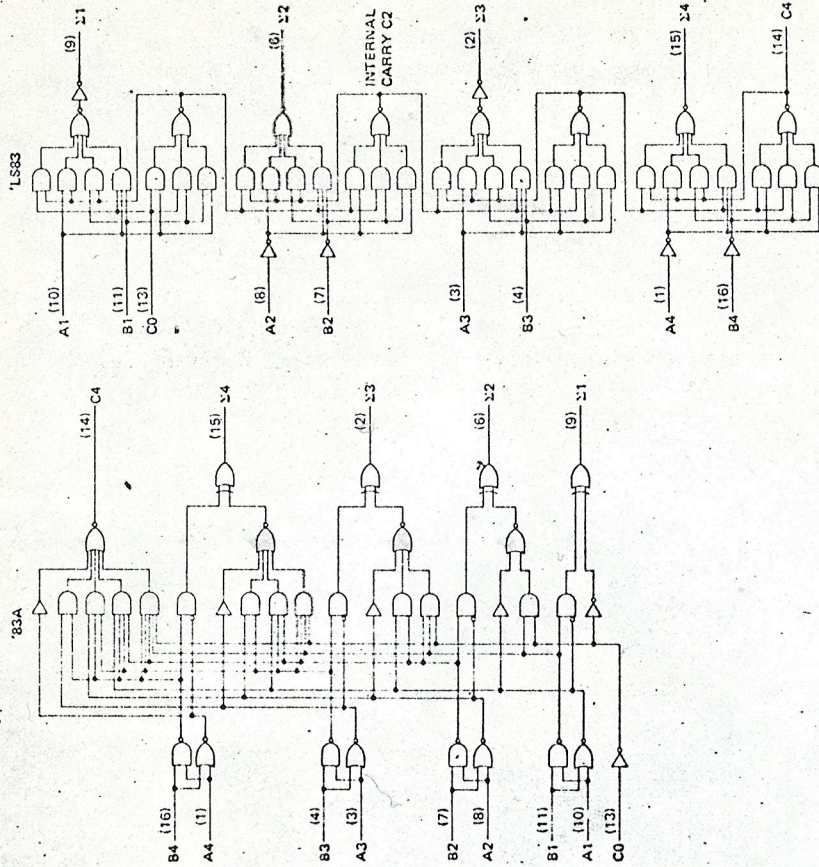 '83A
B4 (16)
A4 (1)
B3 (4)
A3 (3)
B2 (7)
A2 (8)
B1 (11)
A1 (10)
C0 (13)
(14) C4
(15) Σ4
(2) Σ3
(6) Σ2
(9) Σ1
'LS83
A1 (10)
B1 (11)
C0 (13)
A2 (8)
B2 (7)
A3 (3)
B3 (4)
A4 (1)
B4 (16)
(9) Σ1
(6) Σ2
INTERNAL
CARRY C2
(2) Σ3
(15) Σ4
(14) C4